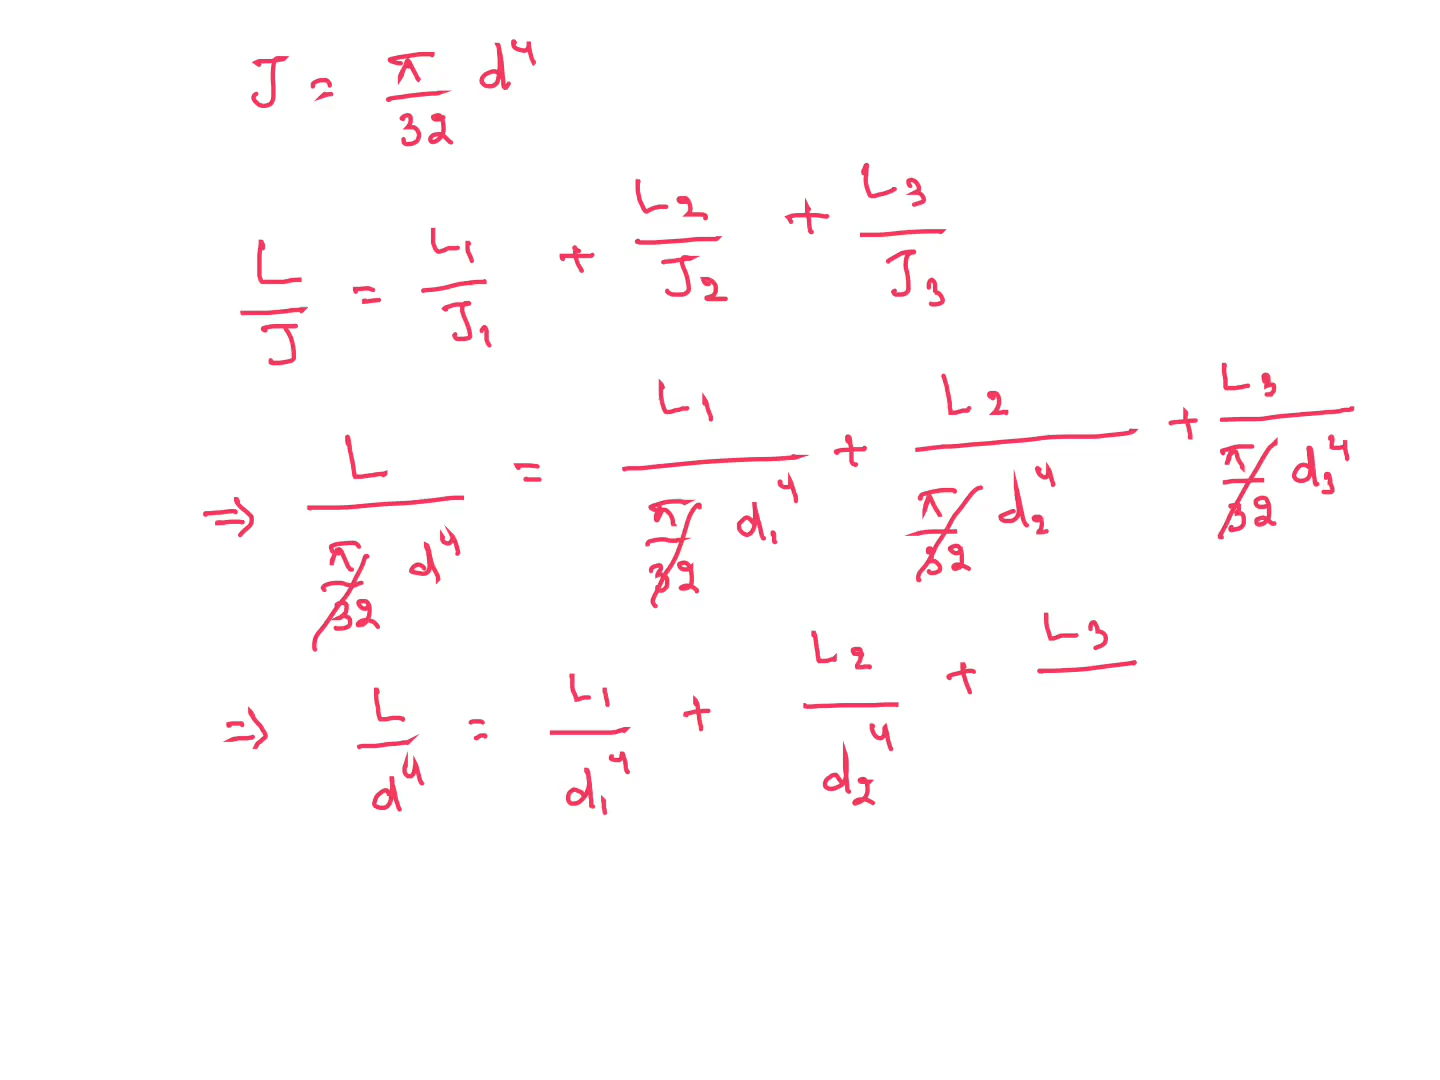 J = π/32 d⁴
L/J = L₁/J₁ + L₂/J₂ + L₃/J₃
⇒ L/(π/32 d⁴) = L₁/(π/32 d₁⁴) + L₂/(π/32 d₂⁴) + L₃/(π/32 d₃⁴)
⇒ L/d⁴ = L₁/d₁⁴ + L₂/d₂⁴ + L₃/